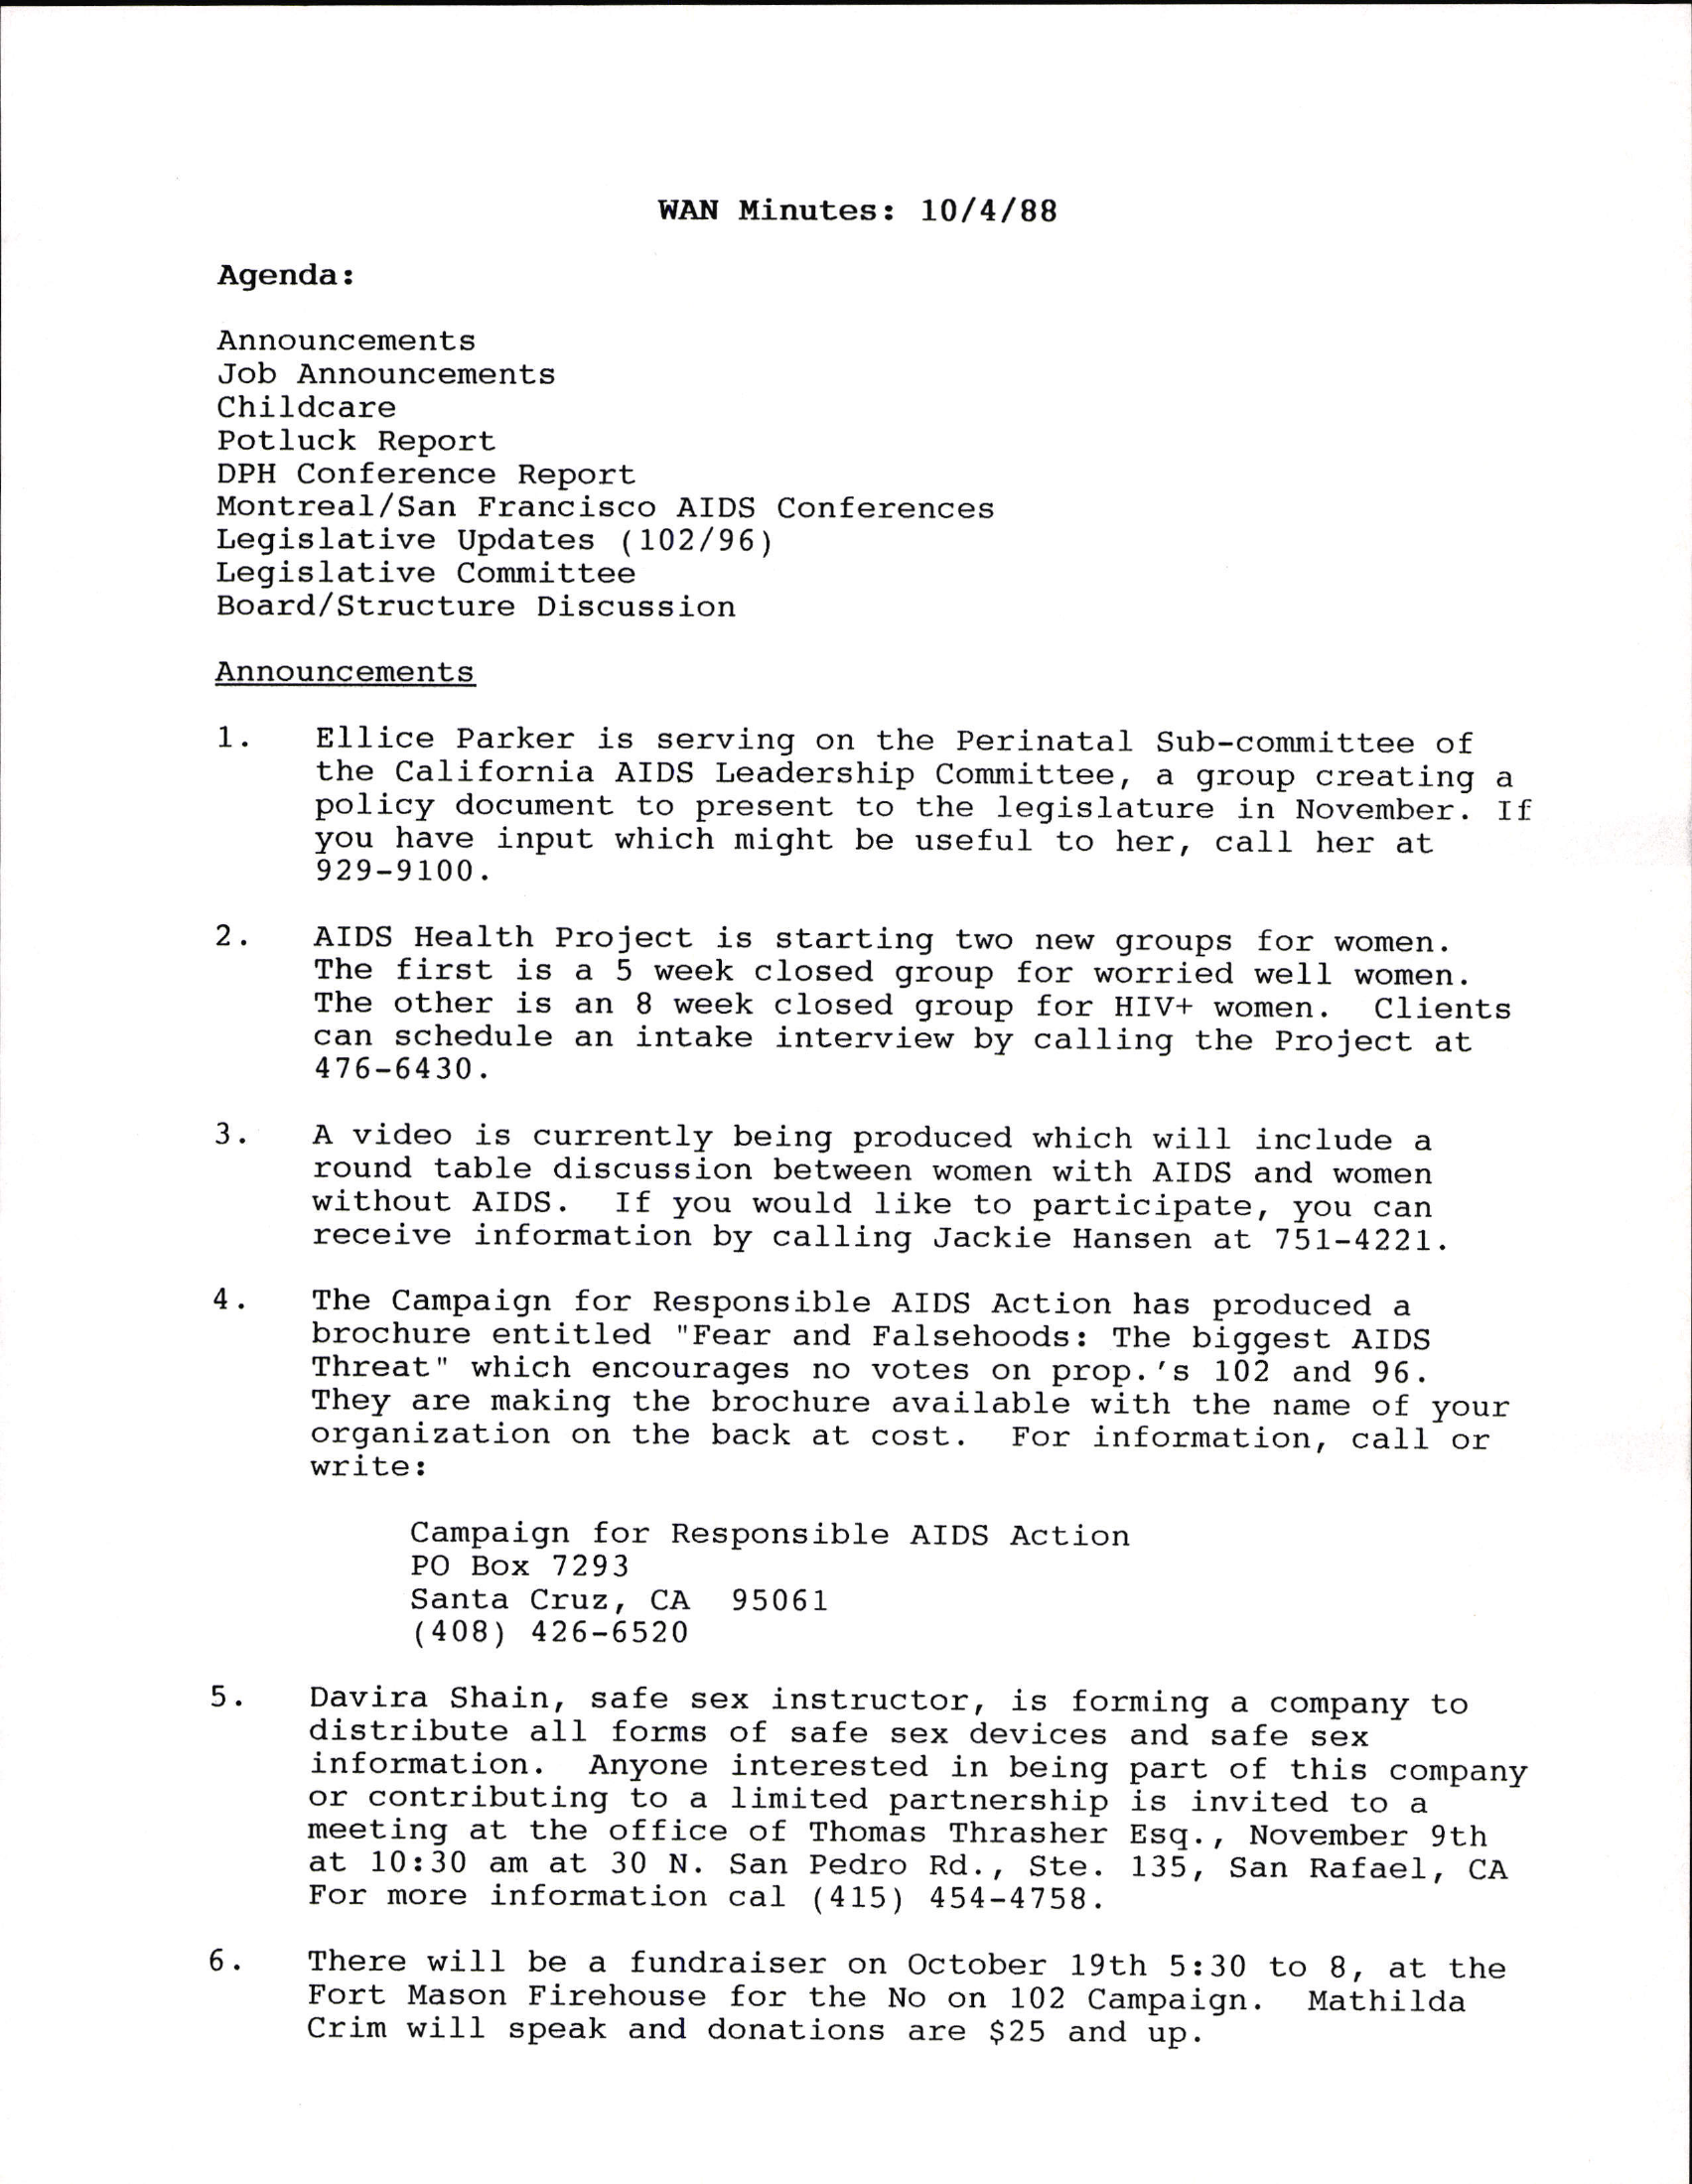 WAN Minutes: 10/4/88
Agenda:
Announcements
Job Announcements
Childcare
Potluck Report
DPH Conference Report
Montreal/San Francisco AIDS Conferences
Legislative Updates (102/96)
Legislative Committee
Board/Structure Discussion
Announcements
1. Ellice Parker is serving on the Perinatal Sub-committee of
the California AIDS Leadership Committee, a group creating a
policy document to present to the legislature in November. If
you have input which might be useful to her, call her at
929-9100.
2. AIDS Health Project is starting two new groups for women.
The first is a 5 week closed group for worried well women.
The other is an 8 week closed group for HIV+ women. Clients
can schedule an intake interview by calling the Project at
476-6430.
3. A video is currently being produced which will include a
round table discussion between women with AIDS and women
without AIDS. If you would like to participate, you can
receive information by calling Jackie Hansen at 751-4221.
4. The Campaign for Responsible AIDS Action has produced a
brochure entitled "Fear and Falsehoods: The biggest AIDS
Threat" which encourages no votes on prop.'s 102 and 96.
They are making the brochure available with the name of your
organization on the back at cost. For information, call or
write:
Campaign for Responsible AIDS Action
PO Box 7293
Santa Cruz, CA 95061
(408) 426-6520
5. Davira Shain, safe sex instructor, is forming a company to
distribute all forms of safe sex devices and safe sex
information. Anyone interested in being part of this company
or contributing to a limited partnership is invited to a
meeting at the office of Thomas Thrasher Esq., November 9th
at 10:30 am at 30 N. San Pedro Rd., Ste. 135, San Rafael, CA
For more information cal (415) 454-4758.
6. There will be a fundraiser on October 19th 5:30 to 8, at the
Fort Mason Firehouse for the No on 102 Campaign. Mathilda
Crim will speak and donations are $25 and up.